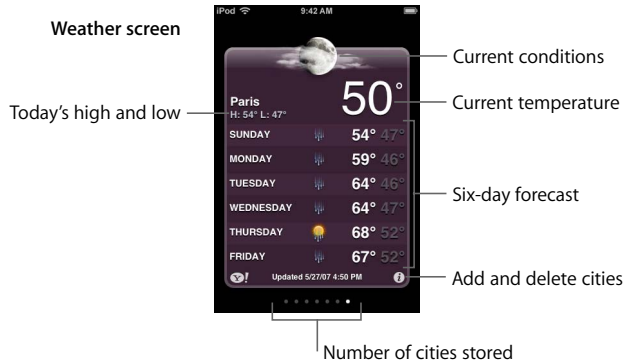 Weather screen
iPod 9:42 AM
Current conditions
Paris
50°
Current temperature
Today's high and low
H: 54° L: 47°
SUNDAY 54° 47°
MONDAY 59° 46°
TUESDAY 64° 46°
WEDNESDAY 64° 47°
THURSDAY 68° 52°
FRIDAY 67° 52°
Six-day forecast
Y! Updated 5/27/07 4:50 PM i
Add and delete cities
Number of cities stored